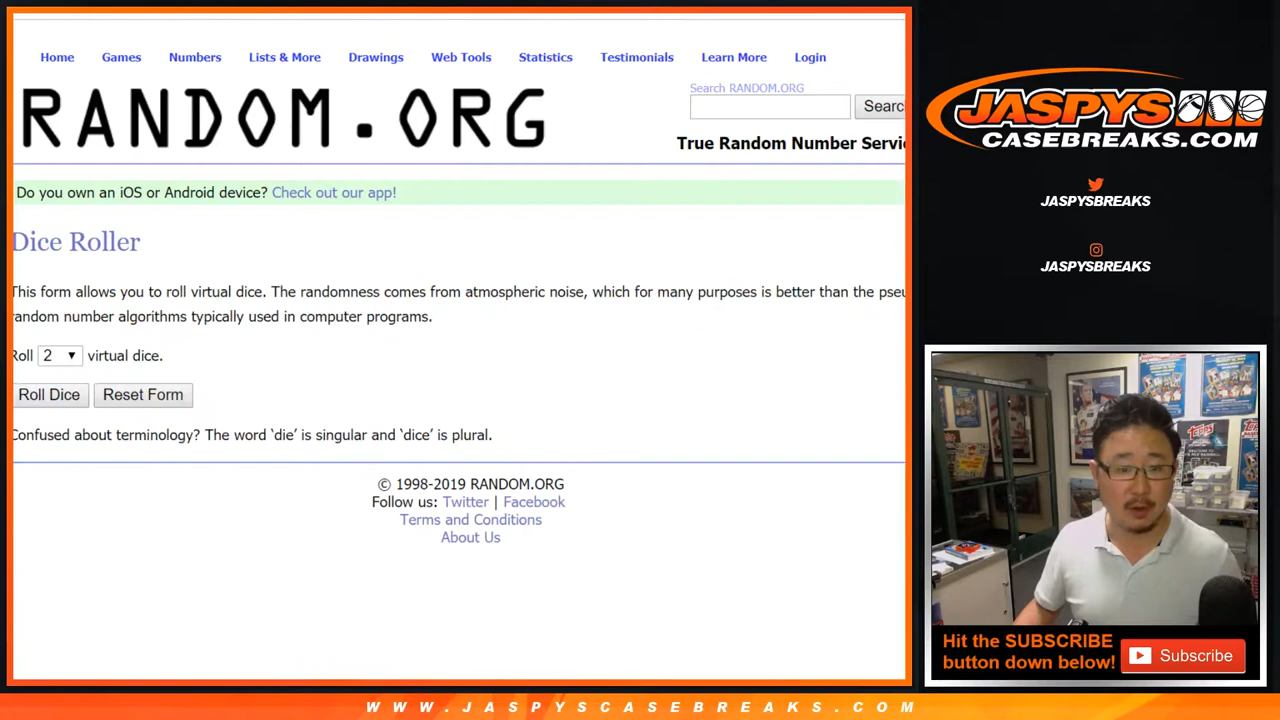 Home Games Numbers Lists & More Drawings Web Tools Statistics Testimonials Learn More Login
Search RANDOM.ORG
RANDOM.ORG
Searc
True Random Number Servi
Do you own an iOS or Android device? Check out our app!
Dice Roller
This form allows you to roll virtual dice. The randomness comes from atmospheric noise, which for many purposes is better than the pseu
random number algorithms typically used in computer programs.
Roll 2 virtual dice.
Roll Dice Reset Form
Confused about terminology? The word ‘die’ is singular and ‘dice’ is plural.
© 1998-2019 RANDOM.ORG
Follow us: Twitter | Facebook
Terms and Conditions
About Us
JASPYS
CASEBREAKS.COM
JASPYSBREAKS
JASPYSBREAKS
Topps
Hit the SUBSCRIBE
button down below!
Subscribe
WWW.JASPYSCASEBREAKS.COM